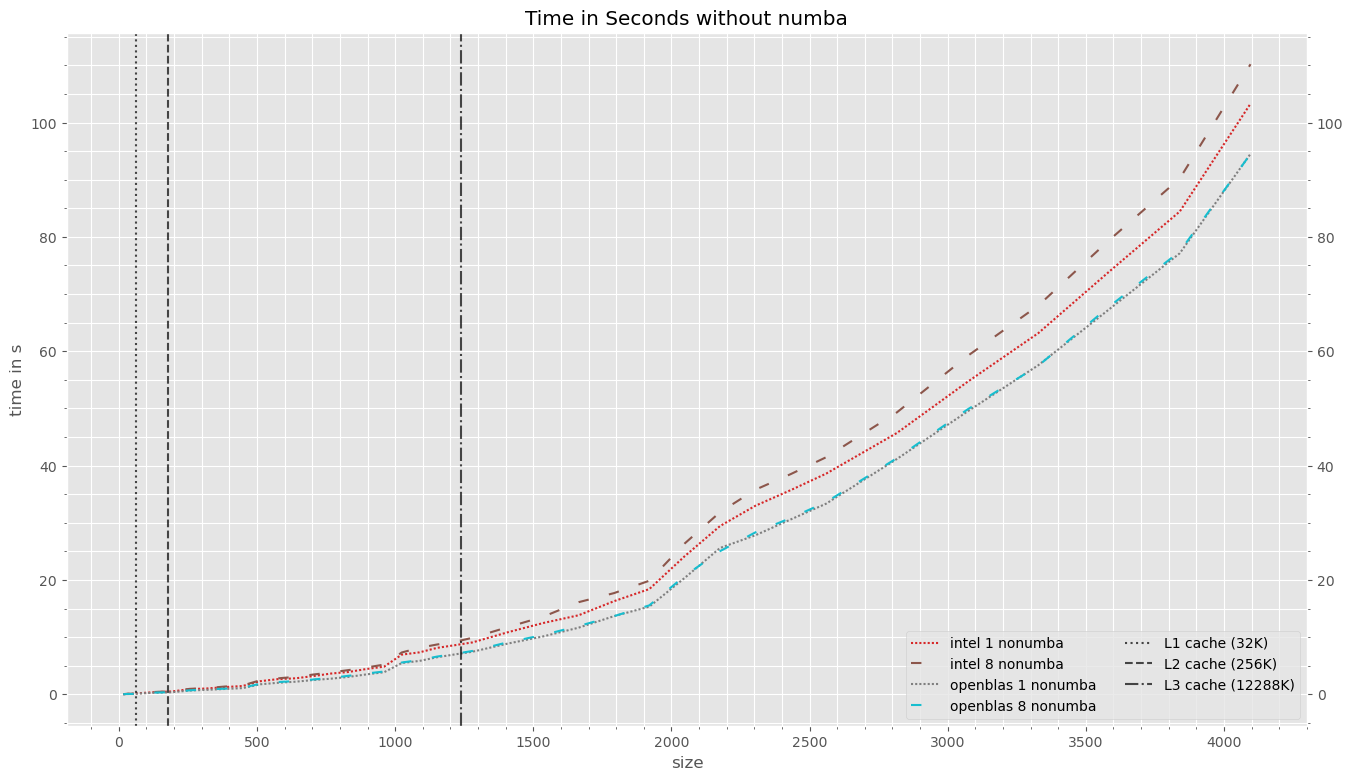 Time in Seconds without numba
time in s
100
80
60
40
20
0
100
80
60
40
20
0
0 500 1000 1500 2000 2500 3000 3500 4000
size
intel 1 nonumba
intel 8 nonumba
openblas 1 nonumba
openblas 8 nonumba
L1 cache (32K)
L2 cache (256K)
L3 cache (12288K)